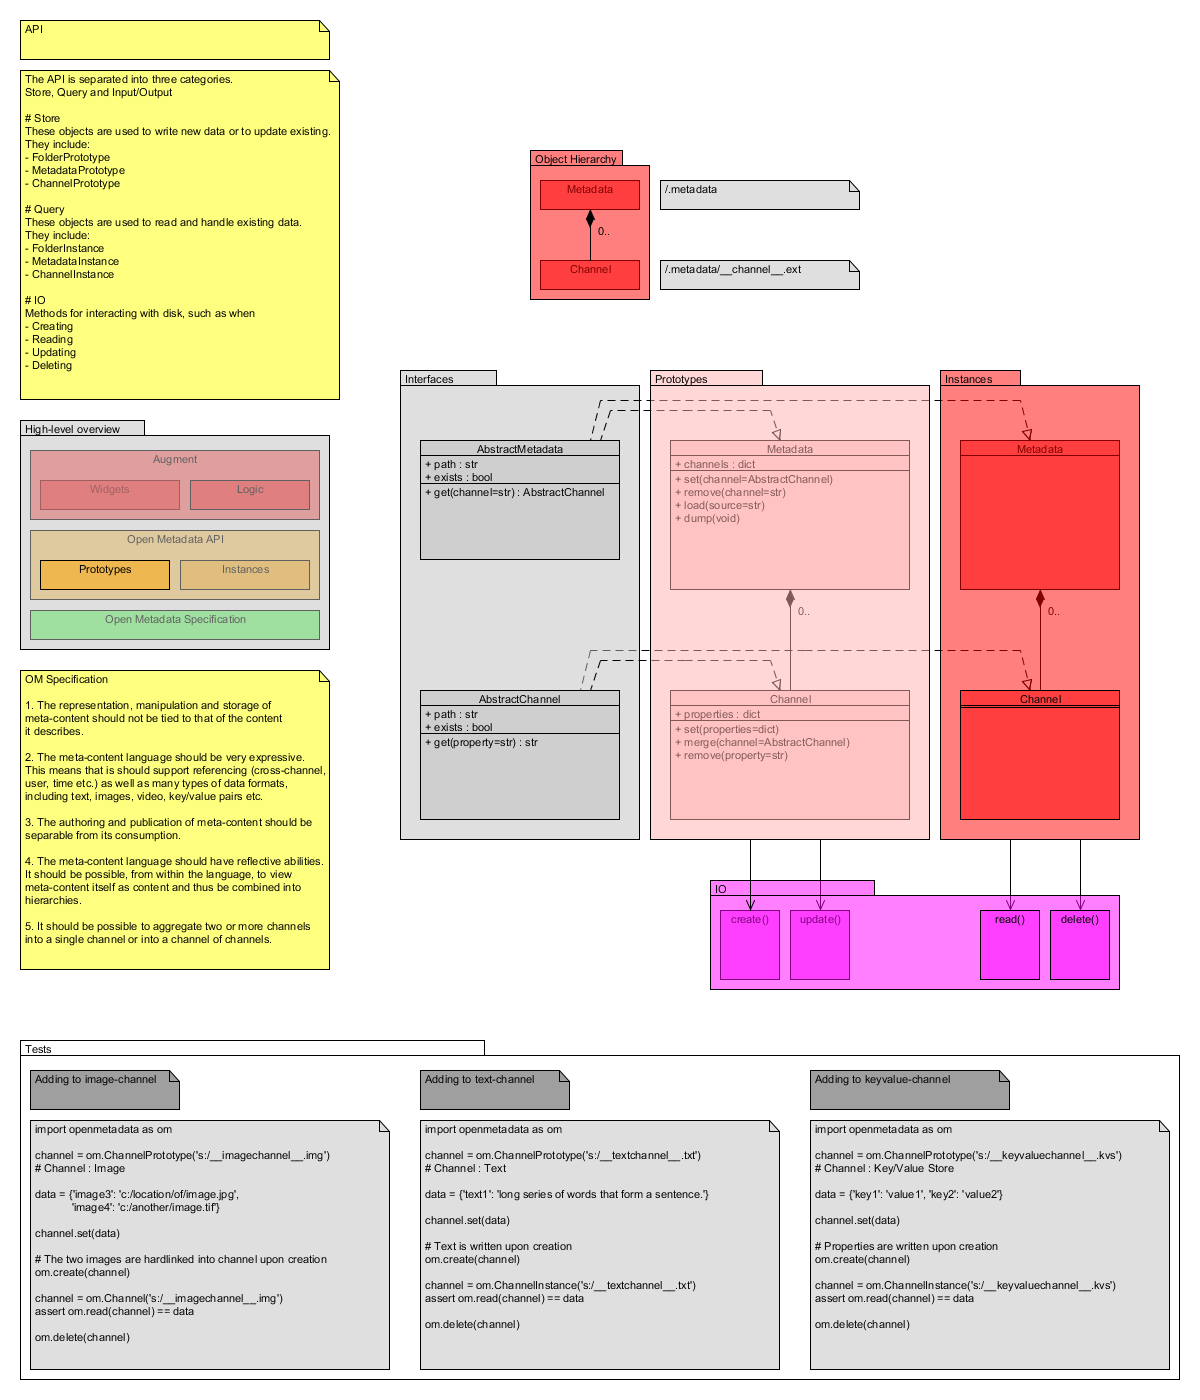 API
The API is separated into three categories.
Store, Query and Input/Output
# Store
These objects are used to write new data or to update existing.
They include:
- FolderPrototype
- MetadataPrototype
- ChannelPrototype
# Query
These objects are used to read and handle existing data.
They include:
- FolderInstance
- MetadataInstance
- ChannelInstance
# IO
Methods for interacting with disk, such as when
- Creating
- Reading
- Updating
- Deleting
High-level overview
Augment
Widgets
Logic
Open Metadata API
Prototypes
Instances
Open Metadata Specification
OM Specification
1. The representation, manipulation and storage of
meta-content should not be tied to that of the content
it describes.
2. The meta-content language should be very expressive.
This means that is should support referencing (cross-channel,
user, time etc.) as well as many types of data formats,
including text, images, video, key/value pairs etc.
3. The authoring and publication of meta-content should be
separable from its consumption.
4. The meta-content language should have reflective abilities.
It should be possible, from within the language, to view
meta-content itself as content and thus be combined into
hierarchies.
5. It should be possible to aggregate two or more channels
into a single channel or into a channel of channels.
Object Hierarchy
Metadata
0..
Channel
/.metadata
/.metadata/__channel__.ext
Interfaces
AbstractMetadata
+ path : str
+ exists : bool
+ get(channel=str) : AbstractChannel
AbstractChannel
+ path : str
+ exists : bool
+ get(property=str) : str
Prototypes
Metadata
+ channels : dict
+ set(channel=AbstractChannel)
+ remove(channel=str)
+ load(source=str)
+ dump(void)
0..
Channel
+ properties : dict
+ set(properties=dict)
+ merge(channel=AbstractChannel)
+ remove(property=str)
Instances
Metadata
0..
Channel
IO
create()
update()
read()
delete()
Tests
Adding to image-channel
import openmetadata as om
channel = om.ChannelPrototype('s:/__imagechannel__.img')
# Channel : Image
data = {'image3': 'c:/location/of/image.jpg',
'image4': 'c:/another/image.tif'}
channel.set(data)
# The two images are hardlinked into channel upon creation
om.create(channel)
channel = om.Channel('s:/__imagechannel__.img')
assert om.read(channel) == data
om.delete(channel)
Adding to text-channel
import openmetadata as om
channel = om.ChannelPrototype('s:/__textchannel__.txt')
# Channel : Text
data = {'text1': 'long series of words that form a sentence.'}
channel.set(data)
# Text is written upon creation
om.create(channel)
channel = om.ChannelInstance('s:/__textchannel__.txt')
assert om.read(channel) == data
om.delete(channel)
Adding to keyvalue-channel
import openmetadata as om
channel = om.ChannelPrototype('s:/__keyvaluechannel__.kvs')
# Channel : Key/Value Store
data = {'key1': 'value1', 'key2': 'value2'}
channel.set(data)
# Properties are written upon creation
om.create(channel)
channel = om.ChannelInstance('s:/__keyvaluechannel__.kvs')
assert om.read(channel) == data
om.delete(channel)